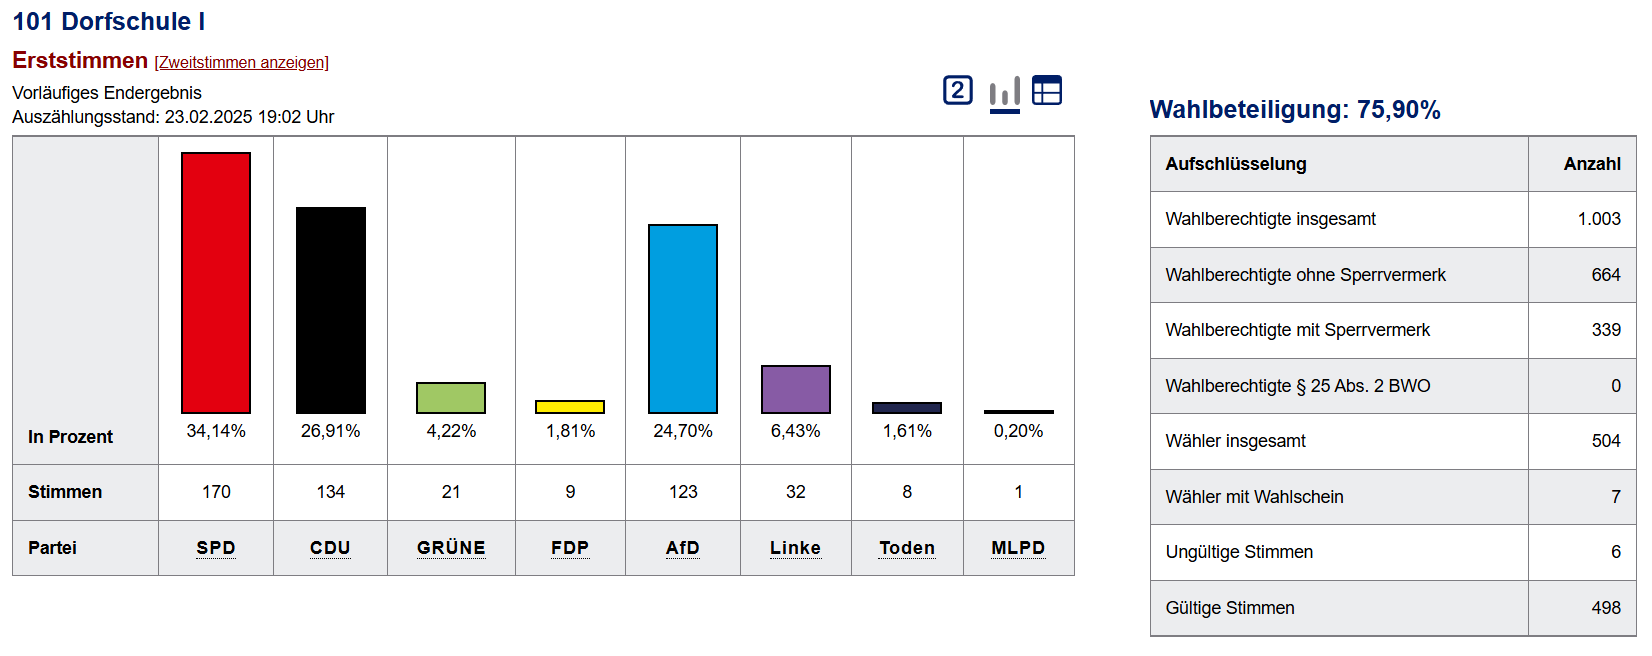 101 Dorfschule I
Erststimmen [Zweitstimmen anzeigen]
Vorläufiges Endergebnis
Auszählungsstand: 23.02.2025 19:02 Uhr
2
In Prozent 34,14% 26,91% 4,22% 1,81% 24,70% 6,43% 1,61% 0,20%
Stimmen 170 134 21 9 123 32 8 1
Partei SPD CDU GRÜNE FDP AfD Linke Toden MLPD
Wahlbeteiligung: 75,90%
Aufschlüsselung Anzahl
Wahlberechtigte insgesamt 1.003
Wahlberechtigte ohne Sperrvermerk 664
Wahlberechtigte mit Sperrvermerk 339
Wahlberechtigte § 25 Abs. 2 BWO 0
Wähler insgesamt 504
Wähler mit Wahlschein 7
Ungültige Stimmen 6
Gültige Stimmen 498